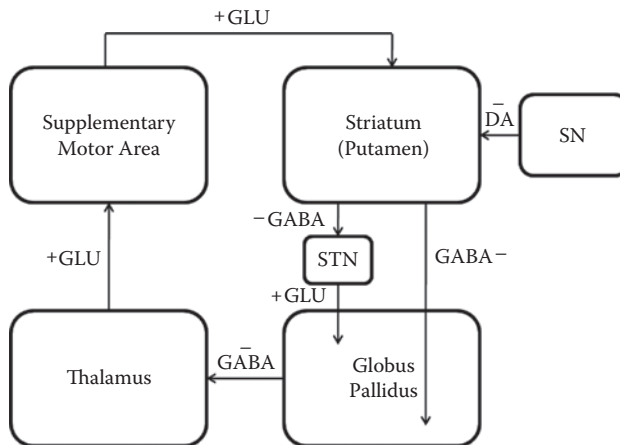 +GLU
Supplementary
Motor Area
Striatum
(Putamen)
–
DA
SN
–GABA
+GLU
STN
GABA–
+GLU
Thalamus
–
GABA
Globus
Pallidus